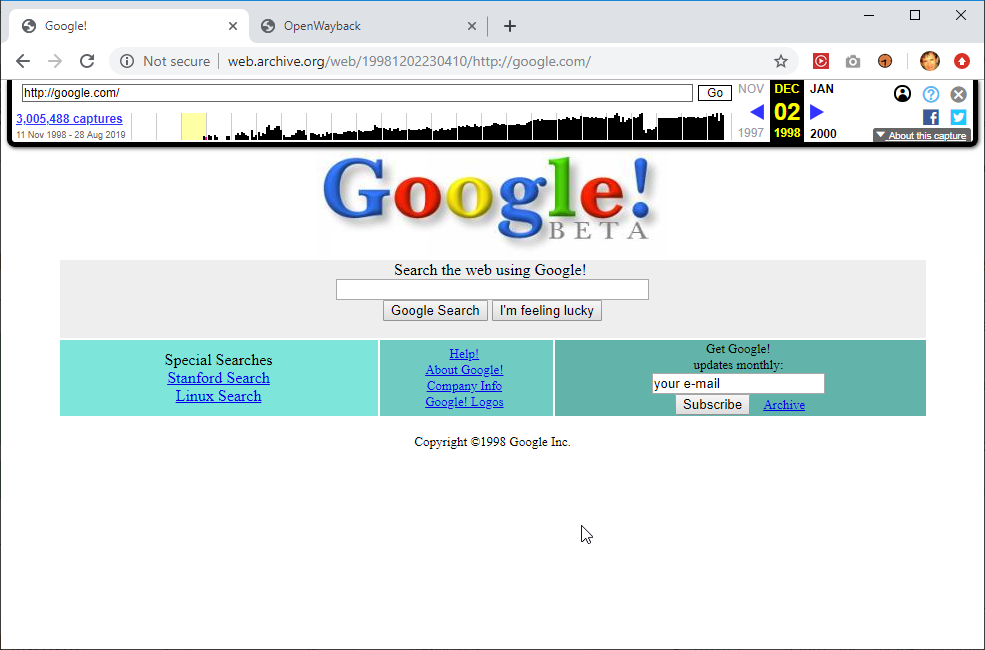 Google!
OpenWayback
Not secure
web.archive.org/web/19981202230410/http://google.com/
http://google.com/
Go
NOV
DEC
JAN
3,005,488 captures
02
11 Nov 1998 - 28 Aug 2019
1997
1998
2000
About this capture
Google!
BETA
Search the web using Google!
Google Search
I'm feeling lucky
Special Searches
Stanford Search
Linux Search
Help!
About Google!
Company Info
Google! Logos
Get Google!
updates monthly:
your e-mail
Subscribe
Archive
Copyright ©1998 Google Inc.